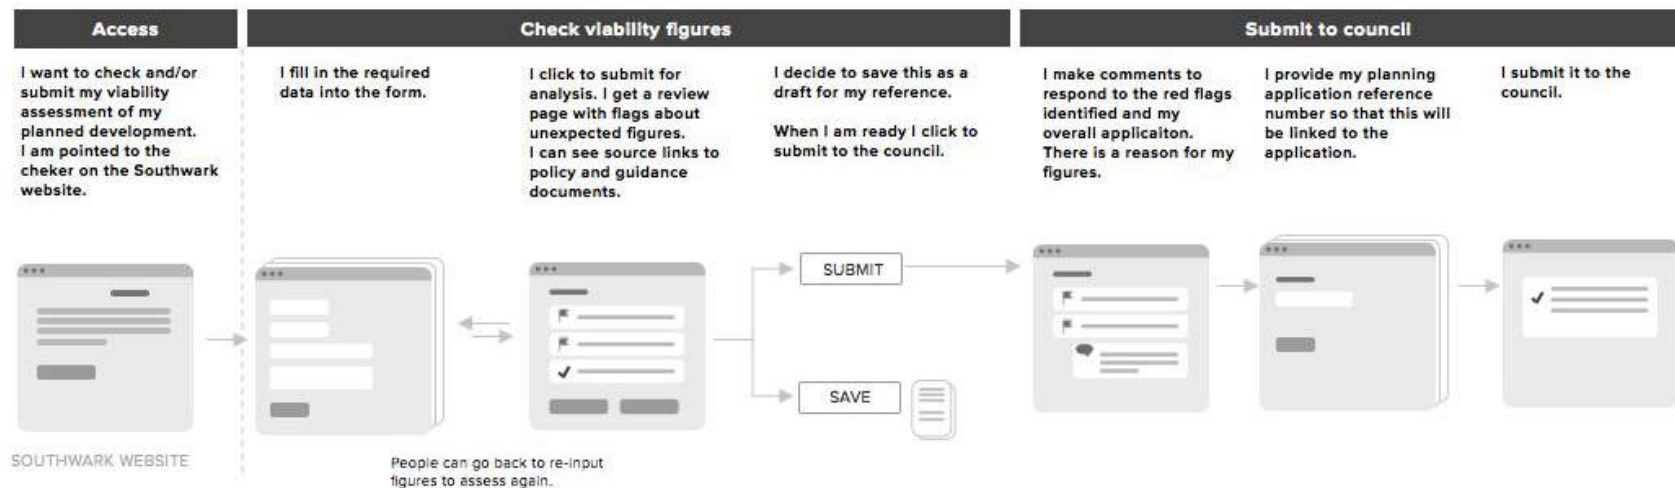 Access
Check viability figures
Submit to council
I want to check and/or
submit my viability
assessment of my
planned development.
I am pointed to the
cheker on the Southwark
website.
I fill in the required
data into the form.
I click to submit for
analysis. I get a review
page with flags about
unexpected figures.
I can see source links to
policy and guidance
documents.
I decide to save this as a
draft for my reference.
When I am ready I click to
submit to the council.
I make comments to
respond to the red flags
identified and my
overall applicaiton.
There is a reason for my
figures.
I provide my planning
application reference
number so that this will
be linked to the
application.
I submit it to the
council.
SUBMIT
SAVE
SOUTHWARK WEBSITE
People can go back to re-input
figures to assess again.